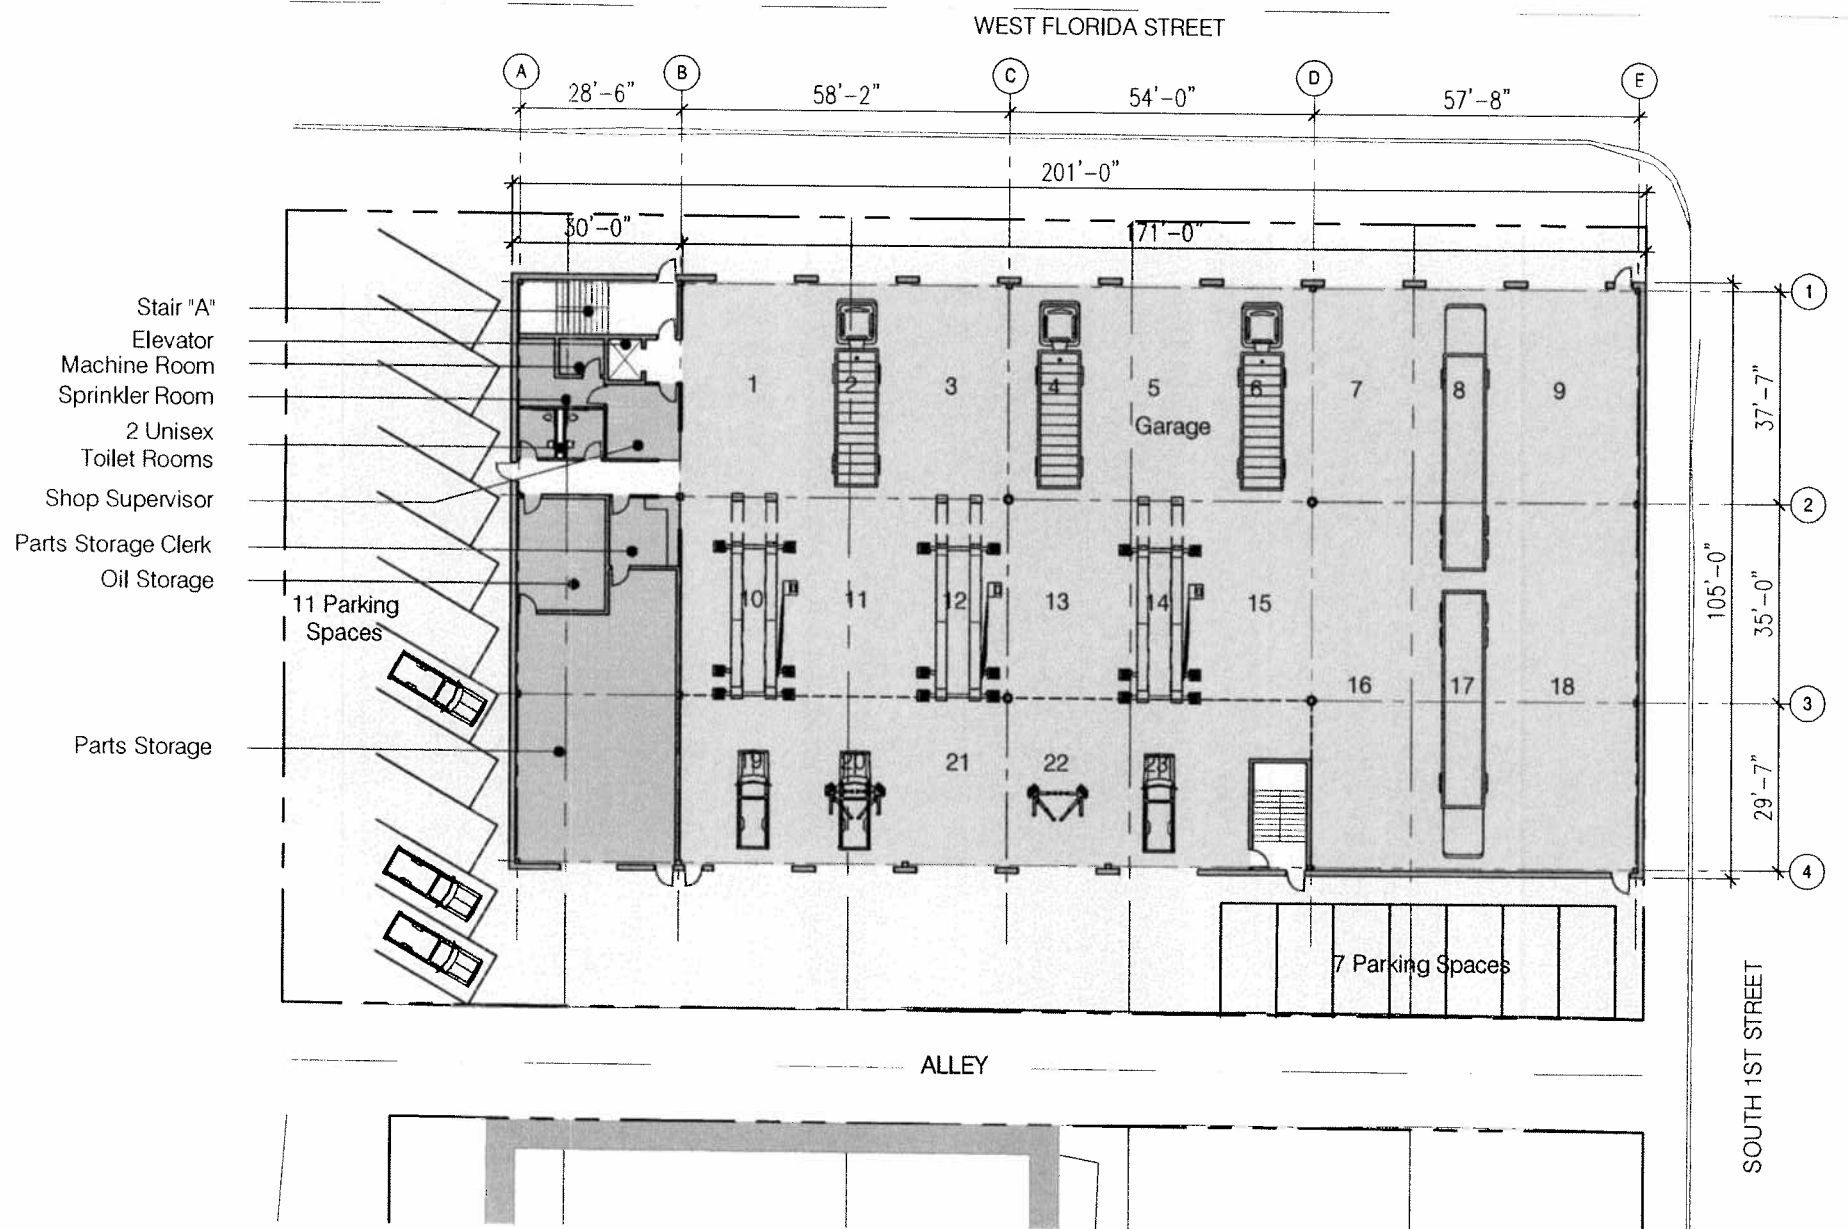 WEST FLORIDA STREET
A
B
C
D
E
28'-6"
58'-2"
54'-0"
57'-8"
201'-0"
30'-0"
171'-0"
Stair "A"
Elevator
Machine Room
Sprinkler Room
2 Unisex
Toilet Rooms
Shop Supervisor
Parts Storage Clerk
Oil Storage
11 Parking
Spaces
Parts Storage
1
2
3
4
5
6
7
8
9
Garage
10
11
12
13
14
15
16
17
18
19
20
21
22
23
1
2
3
4
37'-7"
35'-0"
29'-7"
105'-0"
7 Parking Spaces
ALLEY
SOUTH 1ST STREET